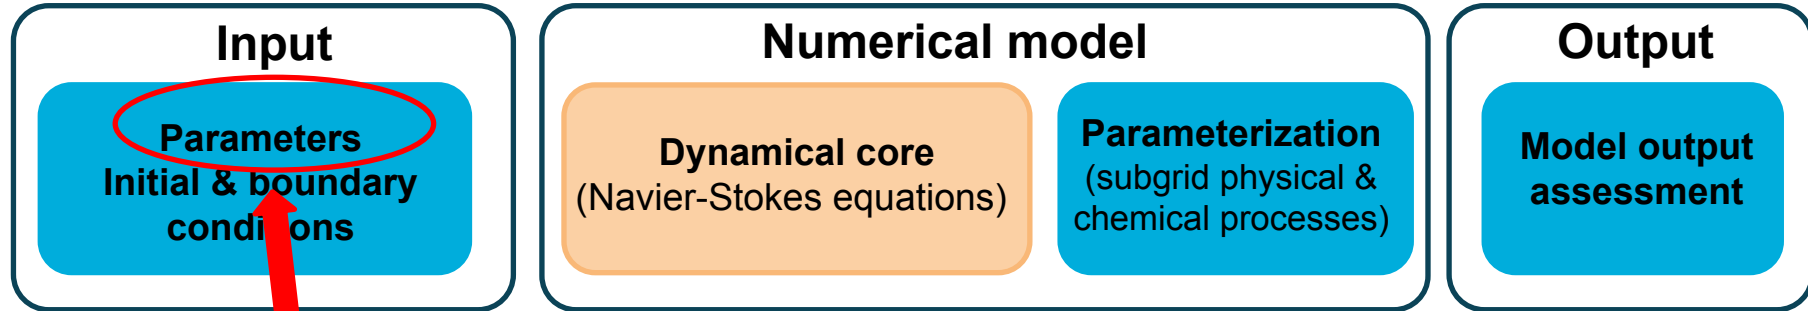 Input
Parameters
Initial & boundary
conditions
Numerical model
Dynamical core
(Navier-Stokes equations)
Parameterization
(subgrid physical &
chemical processes)
Output
Model output
assessment